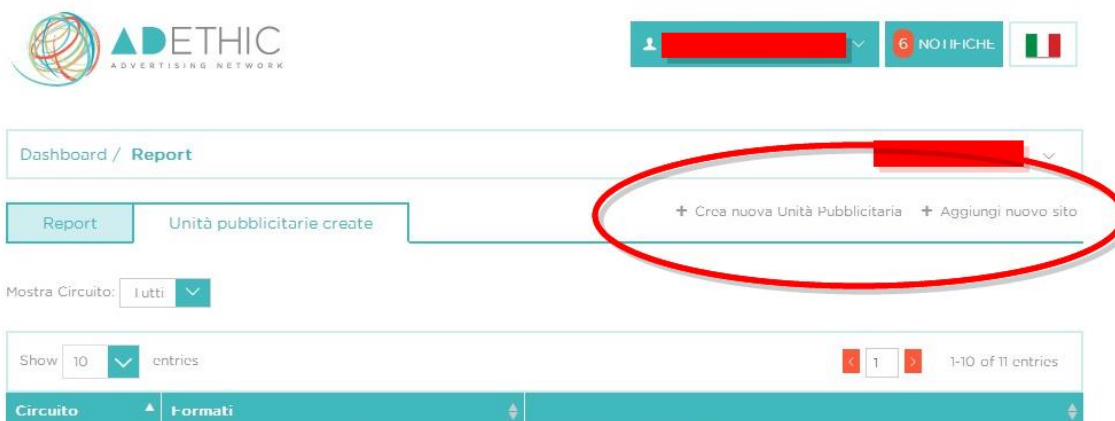 ADETHIC
ADVERTISING NETWORK
6 NOTIFICHE
Dashboard / Report
+ Crea nuova Unità Pubblicitaria + Aggiungi nuovo sito
Report Unità pubblicitarie create
Mostra Circuito: Tutti
Show 10 entries 1 1-10 of 11 entries
Circuito Formati